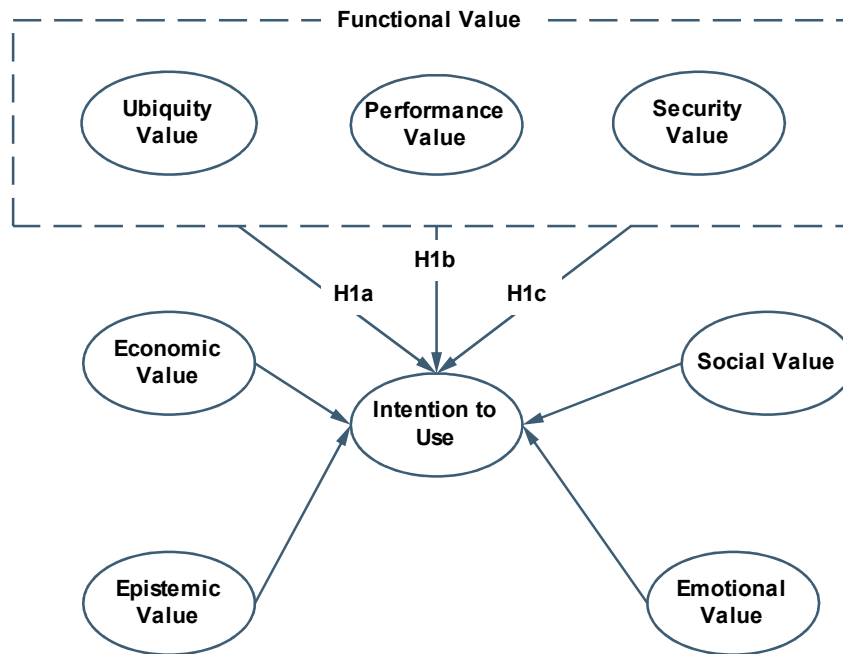 Functional Value
Ubiquity
Value
Performance
Value
Security
Value
H1a
H1b
H1c
Economic
Value
Social Value
Intention to
Use
Epistemic
Value
Emotional
Value